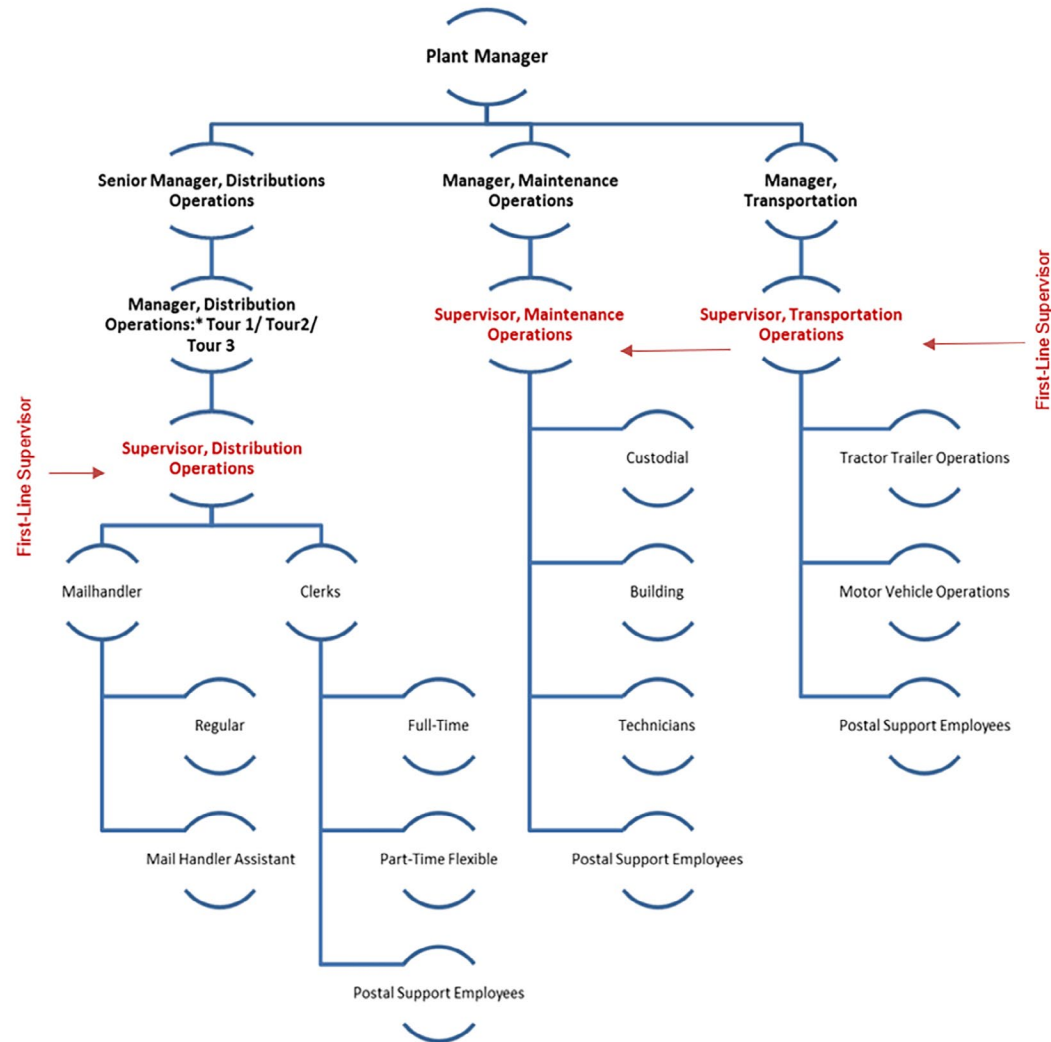 Plant Manager
Senior Manager, Distributions
Operations
Manager, Maintenance
Operations
Manager,
Transportation
Manager, Distribution
Operations:* Tour 1/ Tour2/
Tour 3
Supervisor, Maintenance
Operations
Supervisor, Transportation
Operations
First-Line Supervisor
Supervisor, Distribution
Operations
First-Line Supervisor
Custodial
Tractor Trailer Operations
Mailhandler
Clerks
Building
Motor Vehicle Operations
Regular
Full-Time
Technicians
Postal Support Employees
Mail Handler Assistant
Part-Time Flexible
Postal Support Employees
Postal Support Employees